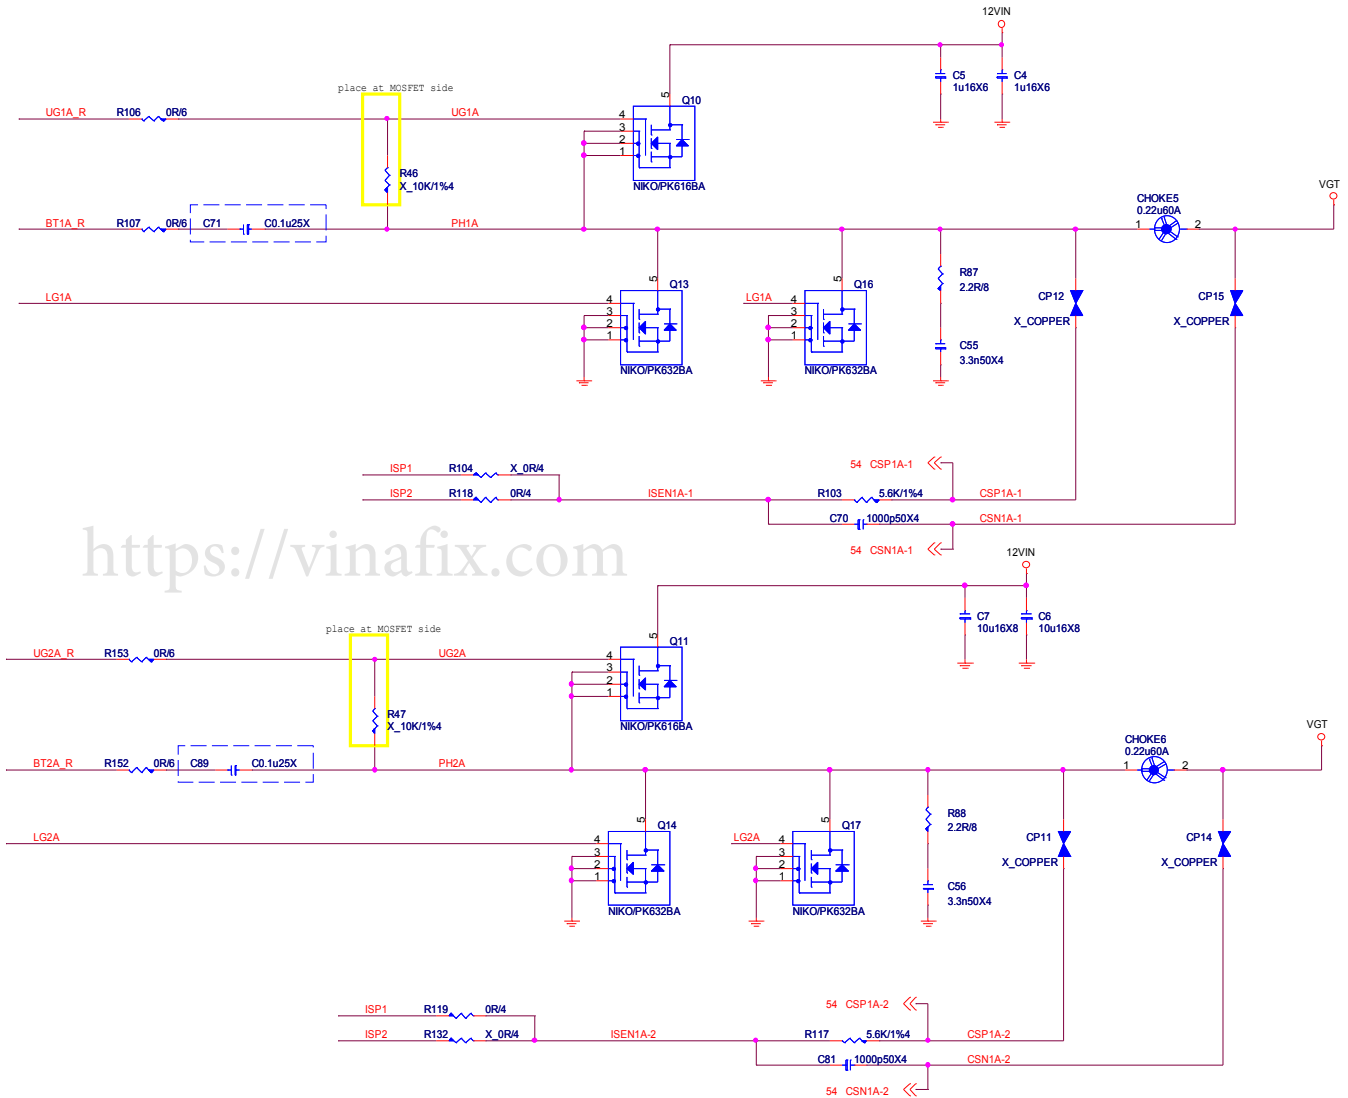 12VIN
C5
1u16X6
C4
1u16X6
place at MOSFET side
UG1A_R
R106
0R/6
UG1A
5
Q10
4
3
2
1
NIKO/PK616BA
R46
X_10K/1%4
BT1A_R
R107
0R/6
C71
C0.1u25X
PH1A
CHOKE5
0.22u60A
1
2
VGT
LG1A
5
Q13
4
3
2
1
NIKO/PK632BA
LG1A
5
Q16
4
3
2
1
NIKO/PK632BA
R87
2.2R/8
C55
3.3n50X4
CP12
X_COPPER
CP15
X_COPPER
ISP1
R104
X_0R/4
ISP2
R118
0R/4
ISEN1A-1
54 CSP1A-1
R103
5.6K/1%4
CSP1A-1
C70
1000p50X4
CSN1A-1
54 CSN1A-1
https://vinafix.com
12VIN
C7
10u16X8
C6
10u16X8
place at MOSFET side
UG2A_R
R153
0R/6
UG2A
5
Q11
4
3
2
1
NIKO/PK616BA
R47
X_10K/1%4
BT2A_R
R152
0R/6
C89
C0.1u25X
PH2A
CHOKE6
0.22u60A
1
2
VGT
LG2A
5
Q14
4
3
2
1
NIKO/PK632BA
LG2A
5
Q17
4
3
2
1
NIKO/PK632BA
R88
2.2R/8
C56
3.3n50X4
CP11
X_COPPER
CP14
X_COPPER
ISP1
R119
0R/4
ISP2
R132
X_0R/4
ISEN1A-2
54 CSP1A-2
R117
5.6K/1%4
CSP1A-2
C81
1000p50X4
CSN1A-2
54 CSN1A-2